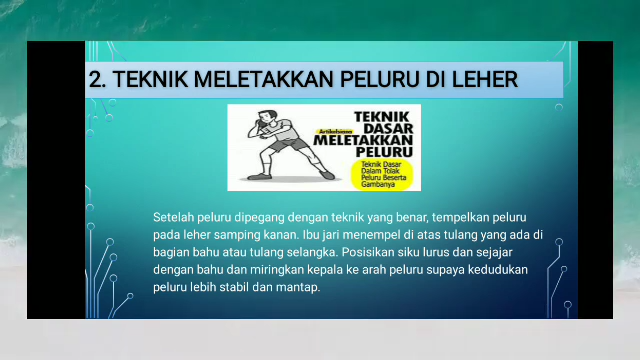 2. TEKNIK MELETAKKAN PELURU DI LEHER
TEKNIK
DASAR
Artikelsiana
MELETAKKAN
PELURU
Teknik Dasar
Dalam Tolak
Peluru Beserta
Gambanya
Setelah peluru dipegang dengan teknik yang benar, tempelkan peluru
pada leher samping kanan. Ibu jari menempel di atas tulang yang ada di
bagian bahu atau tulang selangka. Posisikan siku lurus dan sejajar
dengan bahu dan miringkan kepala ke arah peluru supaya kedudukan
peluru lebih stabil dan mantap.